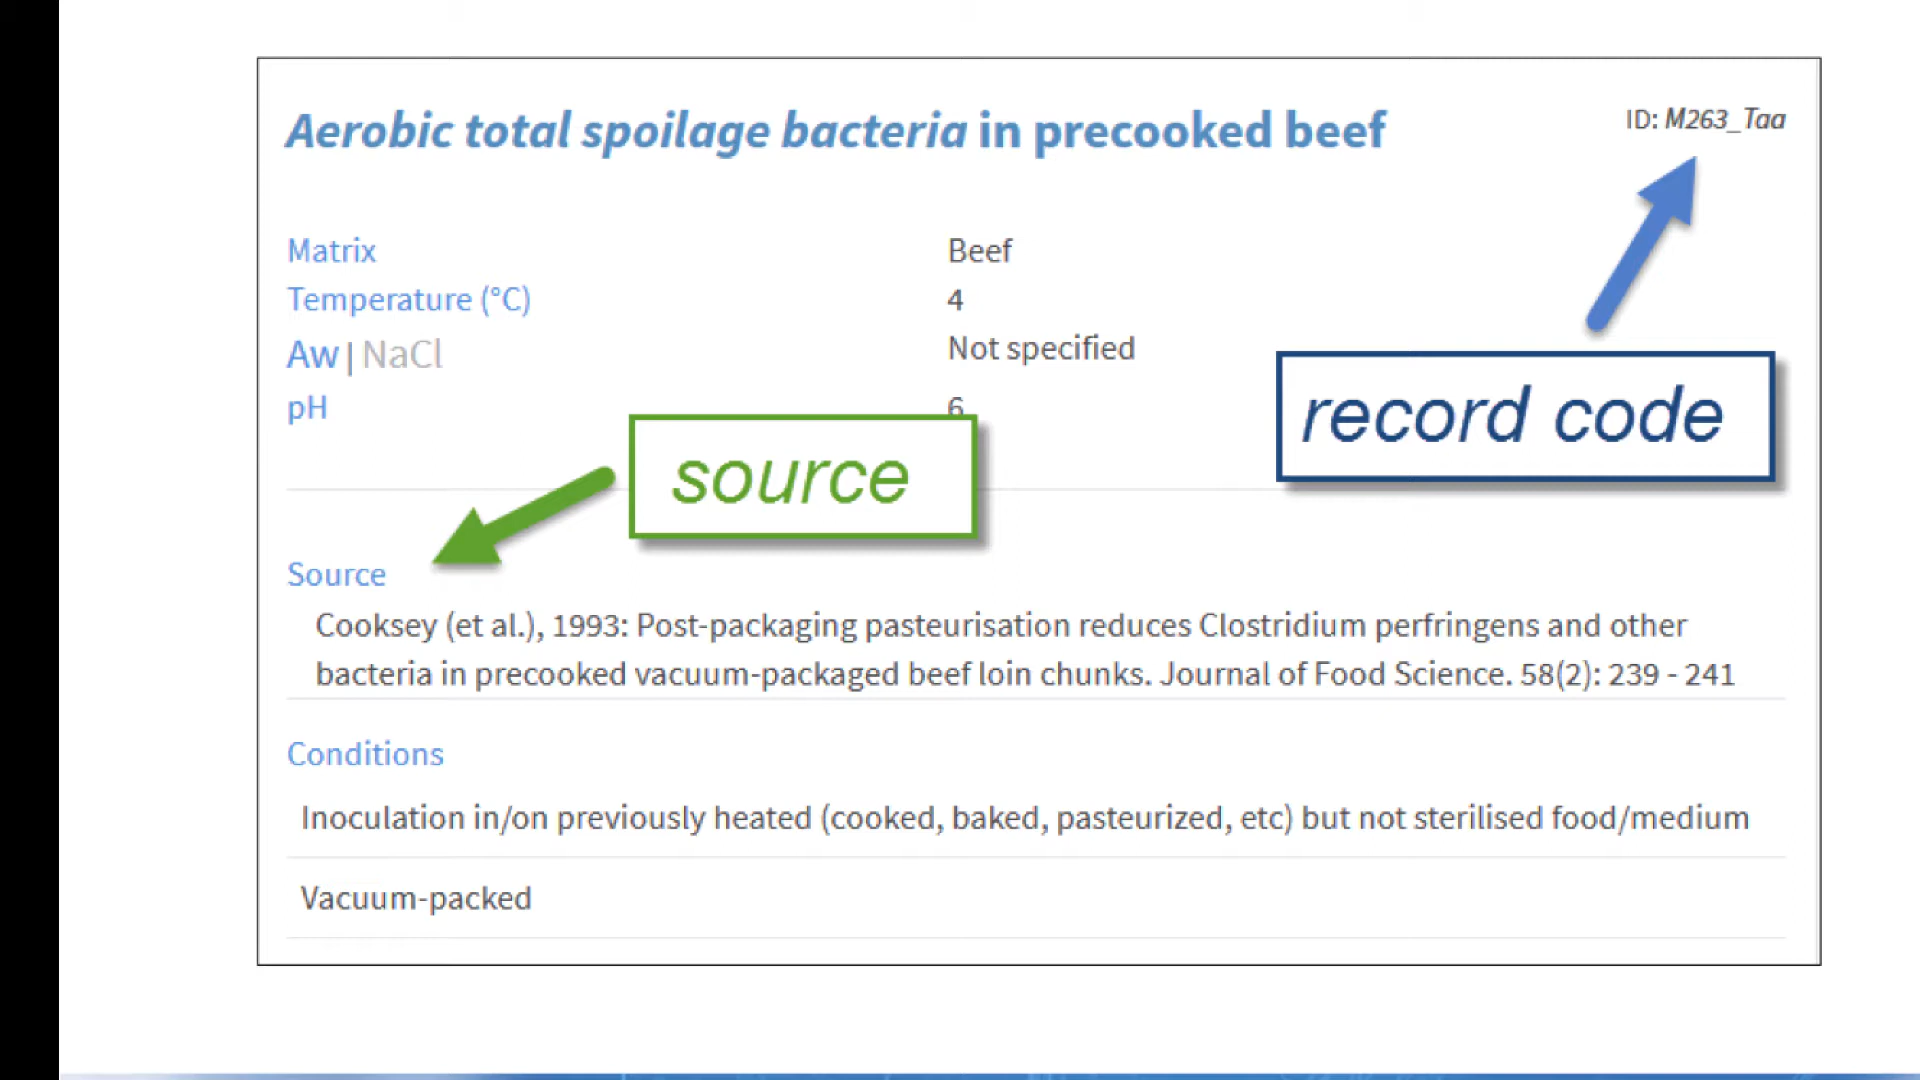 Aerobic total spoilage bacteria in precooked beef
ID: M263_Taa
Matrix Beef
Temperature (°C) 4
Aw | NaCl Not specified
pH 6
record code
source
Source
Cooksey (et al.), 1993: Post-packaging pasteurisation reduces Clostridium perfringens and other
bacteria in precooked vacuum-packaged beef loin chunks. Journal of Food Science. 58(2): 239 - 241
Conditions
Inoculation in/on previously heated (cooked, baked, pasteurized, etc) but not sterilised food/medium
Vacuum-packed